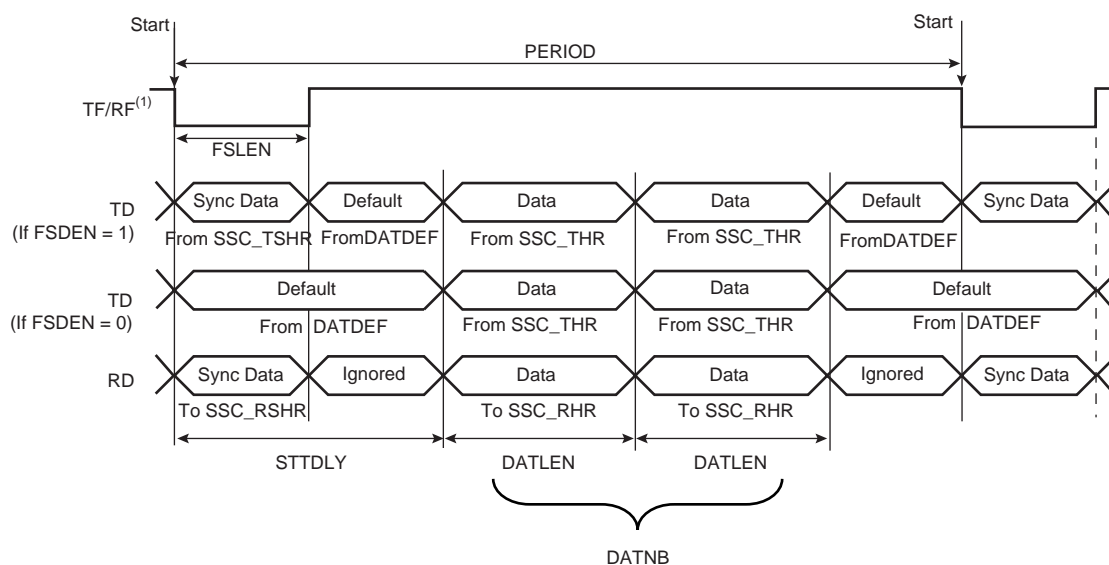 Start
Start
PERIOD
TF/RF(1)
FSLEN
TD
(If FSDEN = 1)
Sync Data
Default
Data
Data
Default
Sync Data
From SSC_TSHR
FromDATDEF
From SSC_THR
From SSC_THR
FromDATDEF
TD
(If FSDEN = 0)
Default
Data
Data
Default
From DATDEF
From SSC_THR
From SSC_THR
From DATDEF
RD
Sync Data
Ignored
Data
Data
Ignored
Sync Data
To SSC_RSHR
To SSC_RHR
To SSC_RHR
STTDLY
DATLEN
DATLEN
DATNB